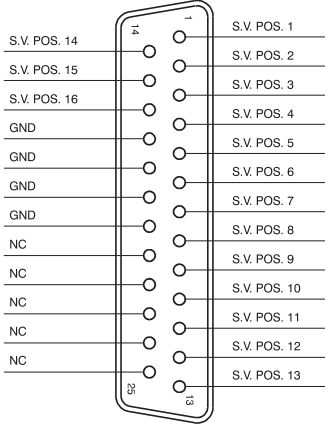 14
1
S.V. POS. 14
S.V. POS. 15
S.V. POS. 16
GND
GND
GND
GND
NC
NC
NC
NC
NC
S.V. POS. 1
S.V. POS. 2
S.V. POS. 3
S.V. POS. 4
S.V. POS. 5
S.V. POS. 6
S.V. POS. 7
S.V. POS. 8
S.V. POS. 9
S.V. POS. 10
S.V. POS. 11
S.V. POS. 12
S.V. POS. 13
25
13